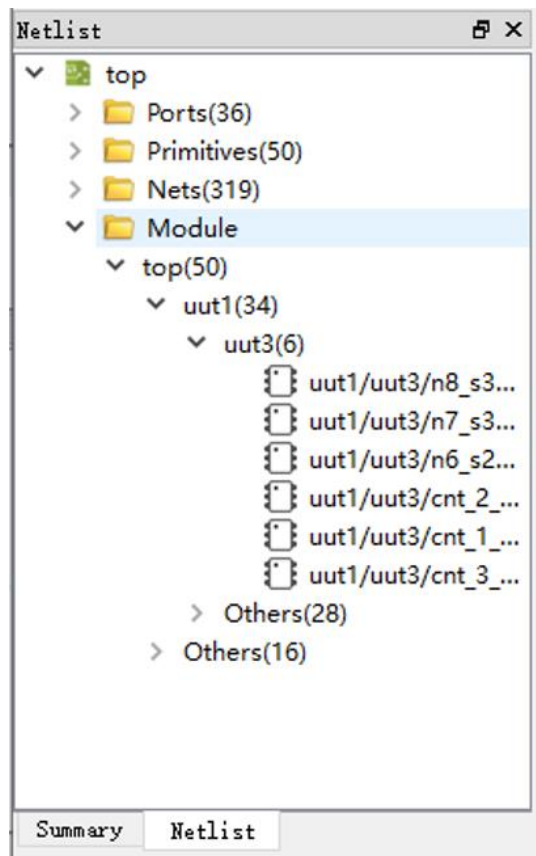 Netlist
top
Ports(36)
Primitives(50)
Nets(319)
Module
top(50)
uut1(34)
uut3(6)
uut1/uut3/n8_s3...
uut1/uut3/n7_s3...
uut1/uut3/n6_s2...
uut1/uut3/cnt_2_...
uut1/uut3/cnt_1_...
uut1/uut3/cnt_3_...
Others(28)
Others(16)
Summary Netlist